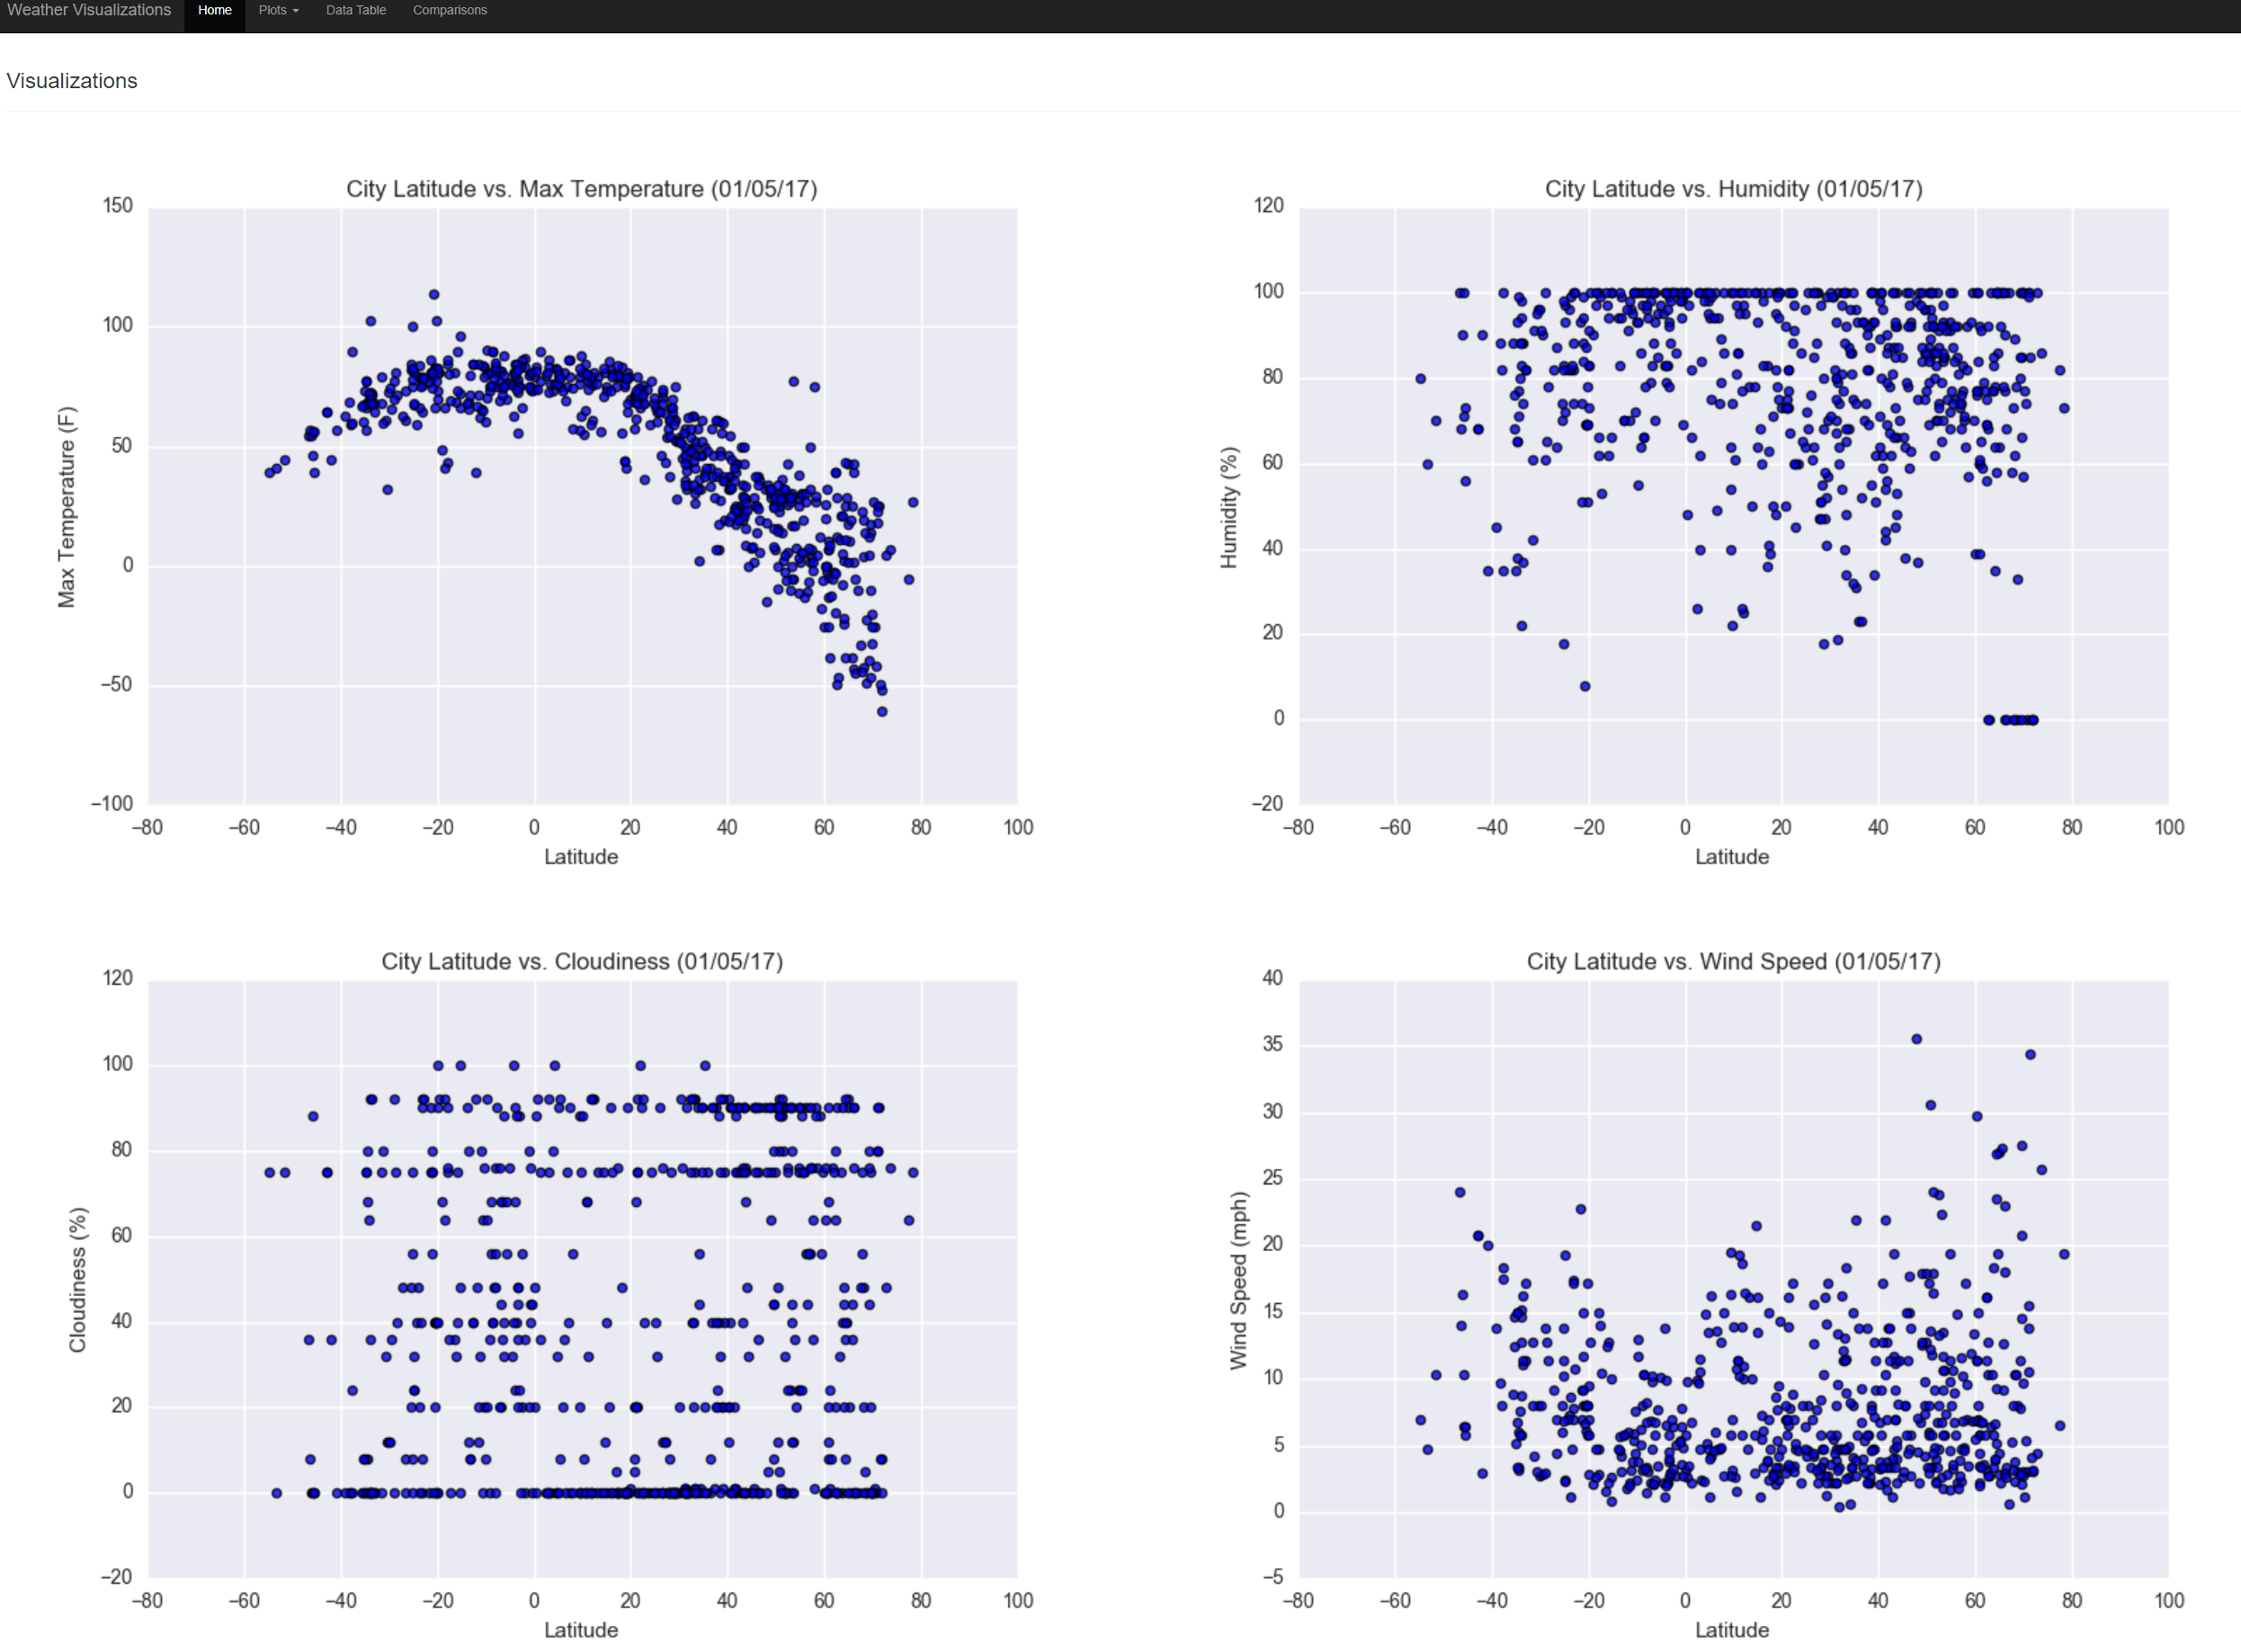 Weather Visualizations Home Plots Data Table Comparisons
Visualizations
City Latitude vs. Max Temperature (01/05/17)
150
100
50
0
−50
−100
Max Temperature (F)
−80 −60 −40 −20 0 20 40 60 80 100
Latitude
City Latitude vs. Humidity (01/05/17)
120
100
80
60
40
20
0
−20
Humidity (%)
−80 −60 −40 −20 0 20 40 60 80 100
Latitude
City Latitude vs. Cloudiness (01/05/17)
120
100
80
60
40
20
0
−20
Cloudiness (%)
−80 −60 −40 −20 0 20 40 60 80 100
Latitude
City Latitude vs. Wind Speed (01/05/17)
40
35
30
25
20
15
10
5
0
−5
Wind Speed (mph)
−80 −60 −40 −20 0 20 40 60 80 100
Latitude